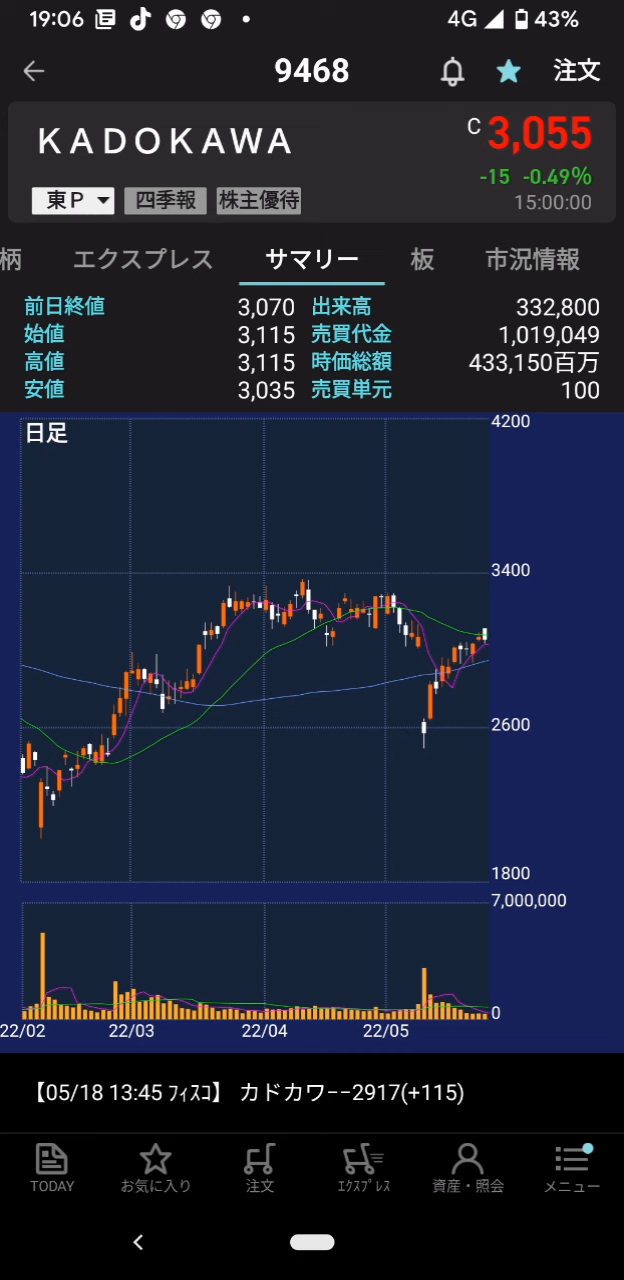 19:06 4G 43%
9468 注文
KADOKAWA C 3,055
-15 -0.49%
東P 四季報 株主優待 15:00:00
柄 エクスプレス サマリー 板 市況情報
前日終値 3,070 出来高 332,800
始値 3,115 売買代金 1,019,049
高値 3,115 時価総額 433,150百万
安値 3,035 売買単元 100
日足
4200
3400
2600
1800
7,000,000
0
22/02 22/03 22/04 22/05
【05/18 13:45 ﾌｨｽｺ】 カドカワ--2917(+115)
TODAY お気に入り 注文 ｴｸｽﾌﾟﾚｽ 資産・照会 メニュー